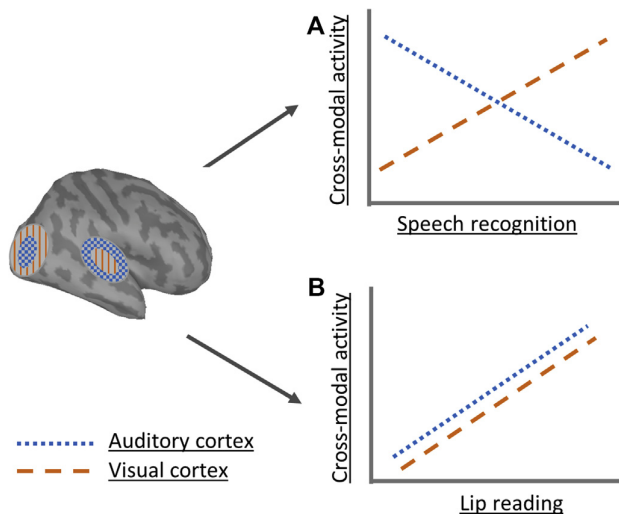 A
Cross-modal activity
Speech recognition
B
Cross-modal activity
Lip reading
Auditory cortex
Visual cortex